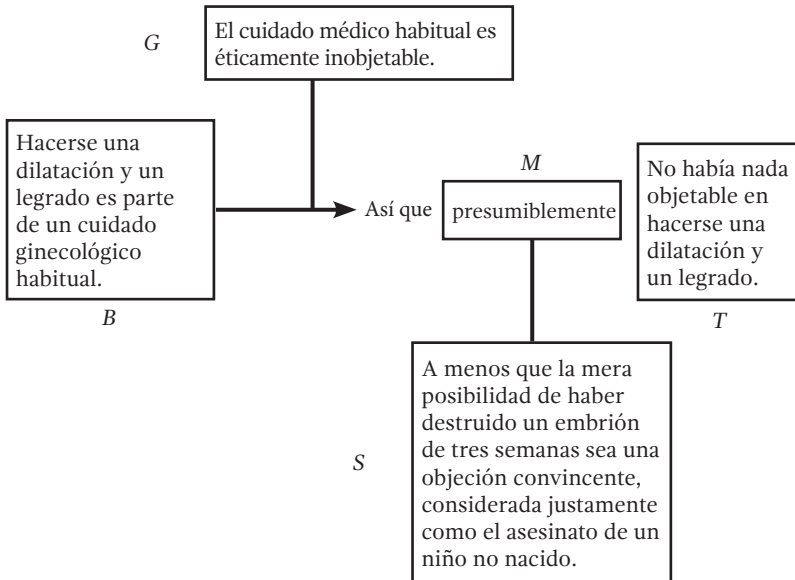 G
El cuidado médico habitual es
éticamente inobjetable.
Hacerse una
dilatación y un
legrado es parte
de un cuidado
ginecológico
habitual.
B
Así que
M
presumiblemente
No había nada
objetable en
hacerse una
dilatación y
un legrado.
T
S
A menos que la mera
posibilidad de haber
destruido un embrión
de tres semanas sea una
objeción convincente,
considerada justamente
como el asesinato de un
niño no nacido.